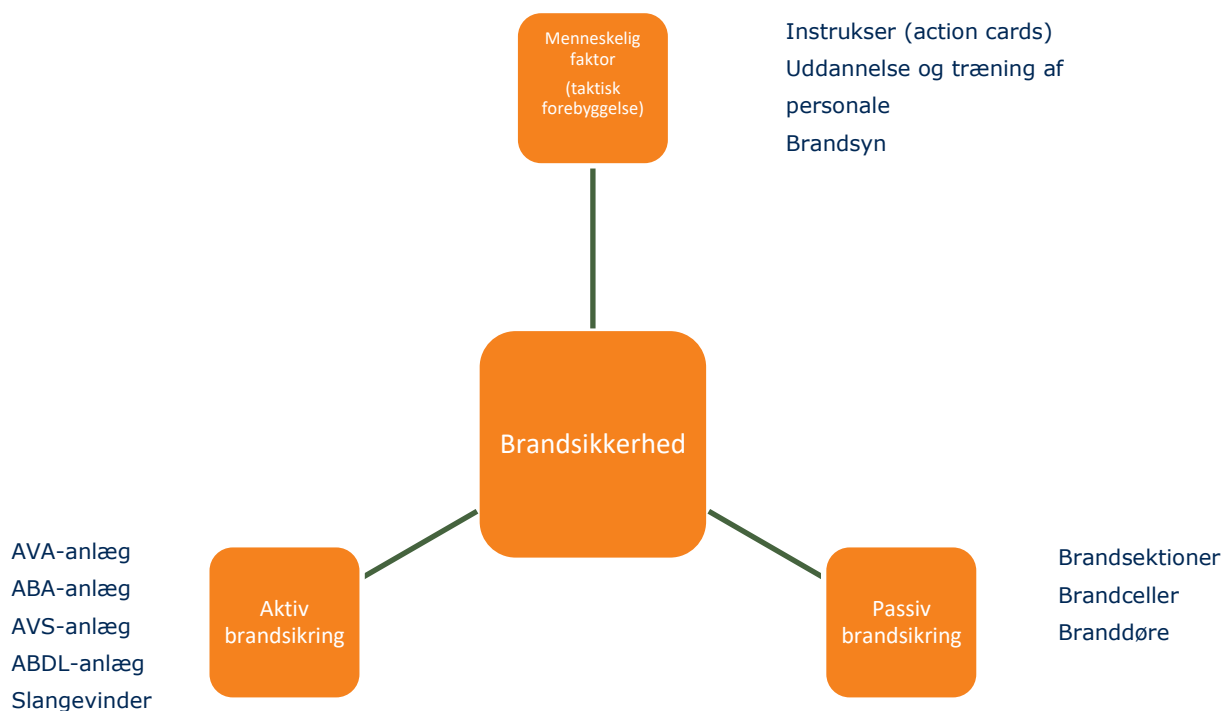 Menneskelig
faktor
(taktisk
forebyggelse)
Instrukser (action cards)
Uddannelse og træning af
personale
Brandsyn
Brandsikkerhed
AVA-anlæg
ABA-anlæg
AVS-anlæg
ABDL-anlæg
Slangevinder
Aktiv
brandsikring
Passiv
brandsikring
Brandsektioner
Brandceller
Branddøre